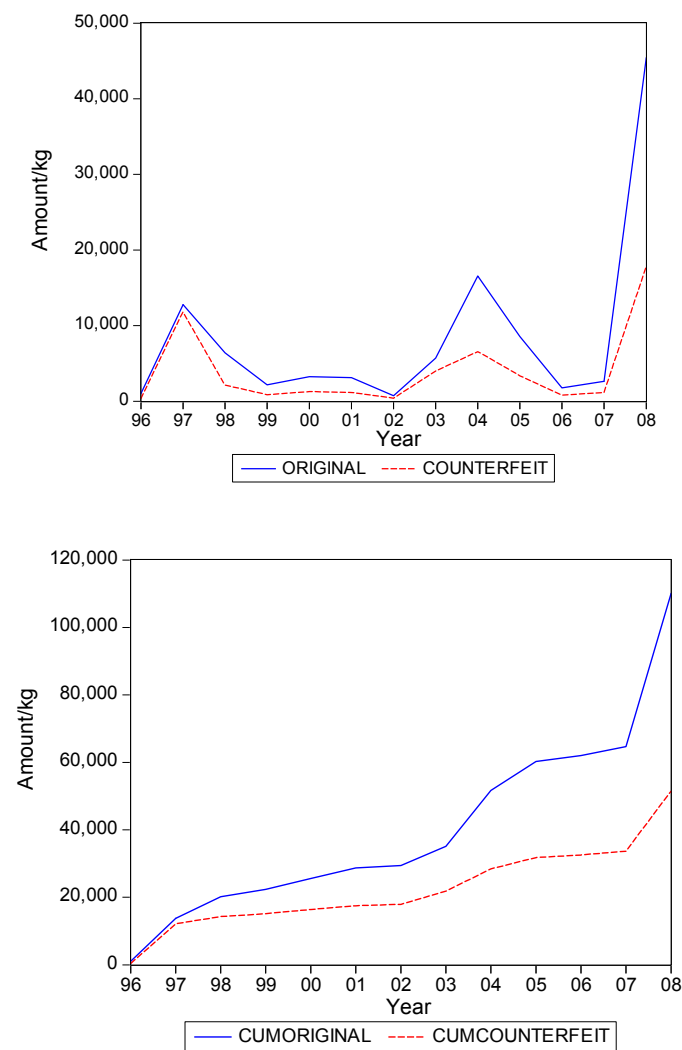 50,000
40,000
30,000
20,000
10,000
0
Amount/kg
96 97 98 99 00 01 02 03 04 05 06 07 08
Year
ORIGINAL COUNTERFEIT
120,000
100,000
80,000
60,000
40,000
20,000
0
Amount/kg
96 97 98 99 00 01 02 03 04 05 06 07 08
Year
CUMORIGINAL CUMCOUNTERFEIT